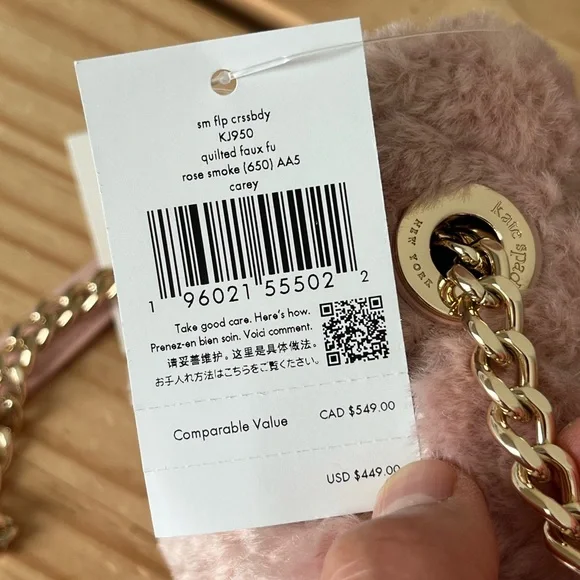 sm flp crssbdy
KJ950
quilted faux fu
rose smoke (650) AA5
carey
1 96021 55502 2
Take good care. Here's how.
Prenez-en bien soin. Voici comment.
请妥善维护。这里是具体做法。
お手入れ方法はこちらをご覧ください。
Comparable Value CAD $549.00
USD $449.00
kate spad
NEW YORK